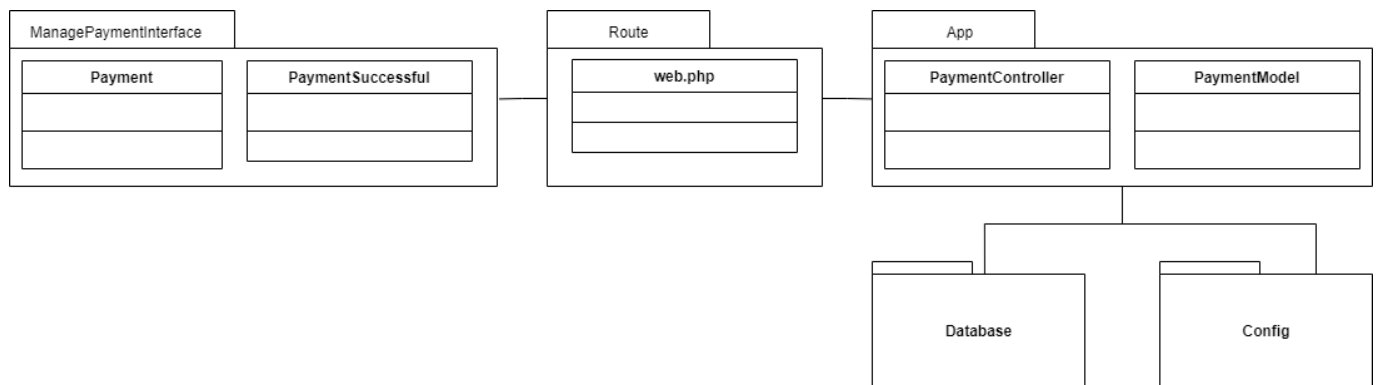 ManagePaymentInterface
Payment
PaymentSuccessful
Route
web.php
App
PaymentController
PaymentModel
Database
Config